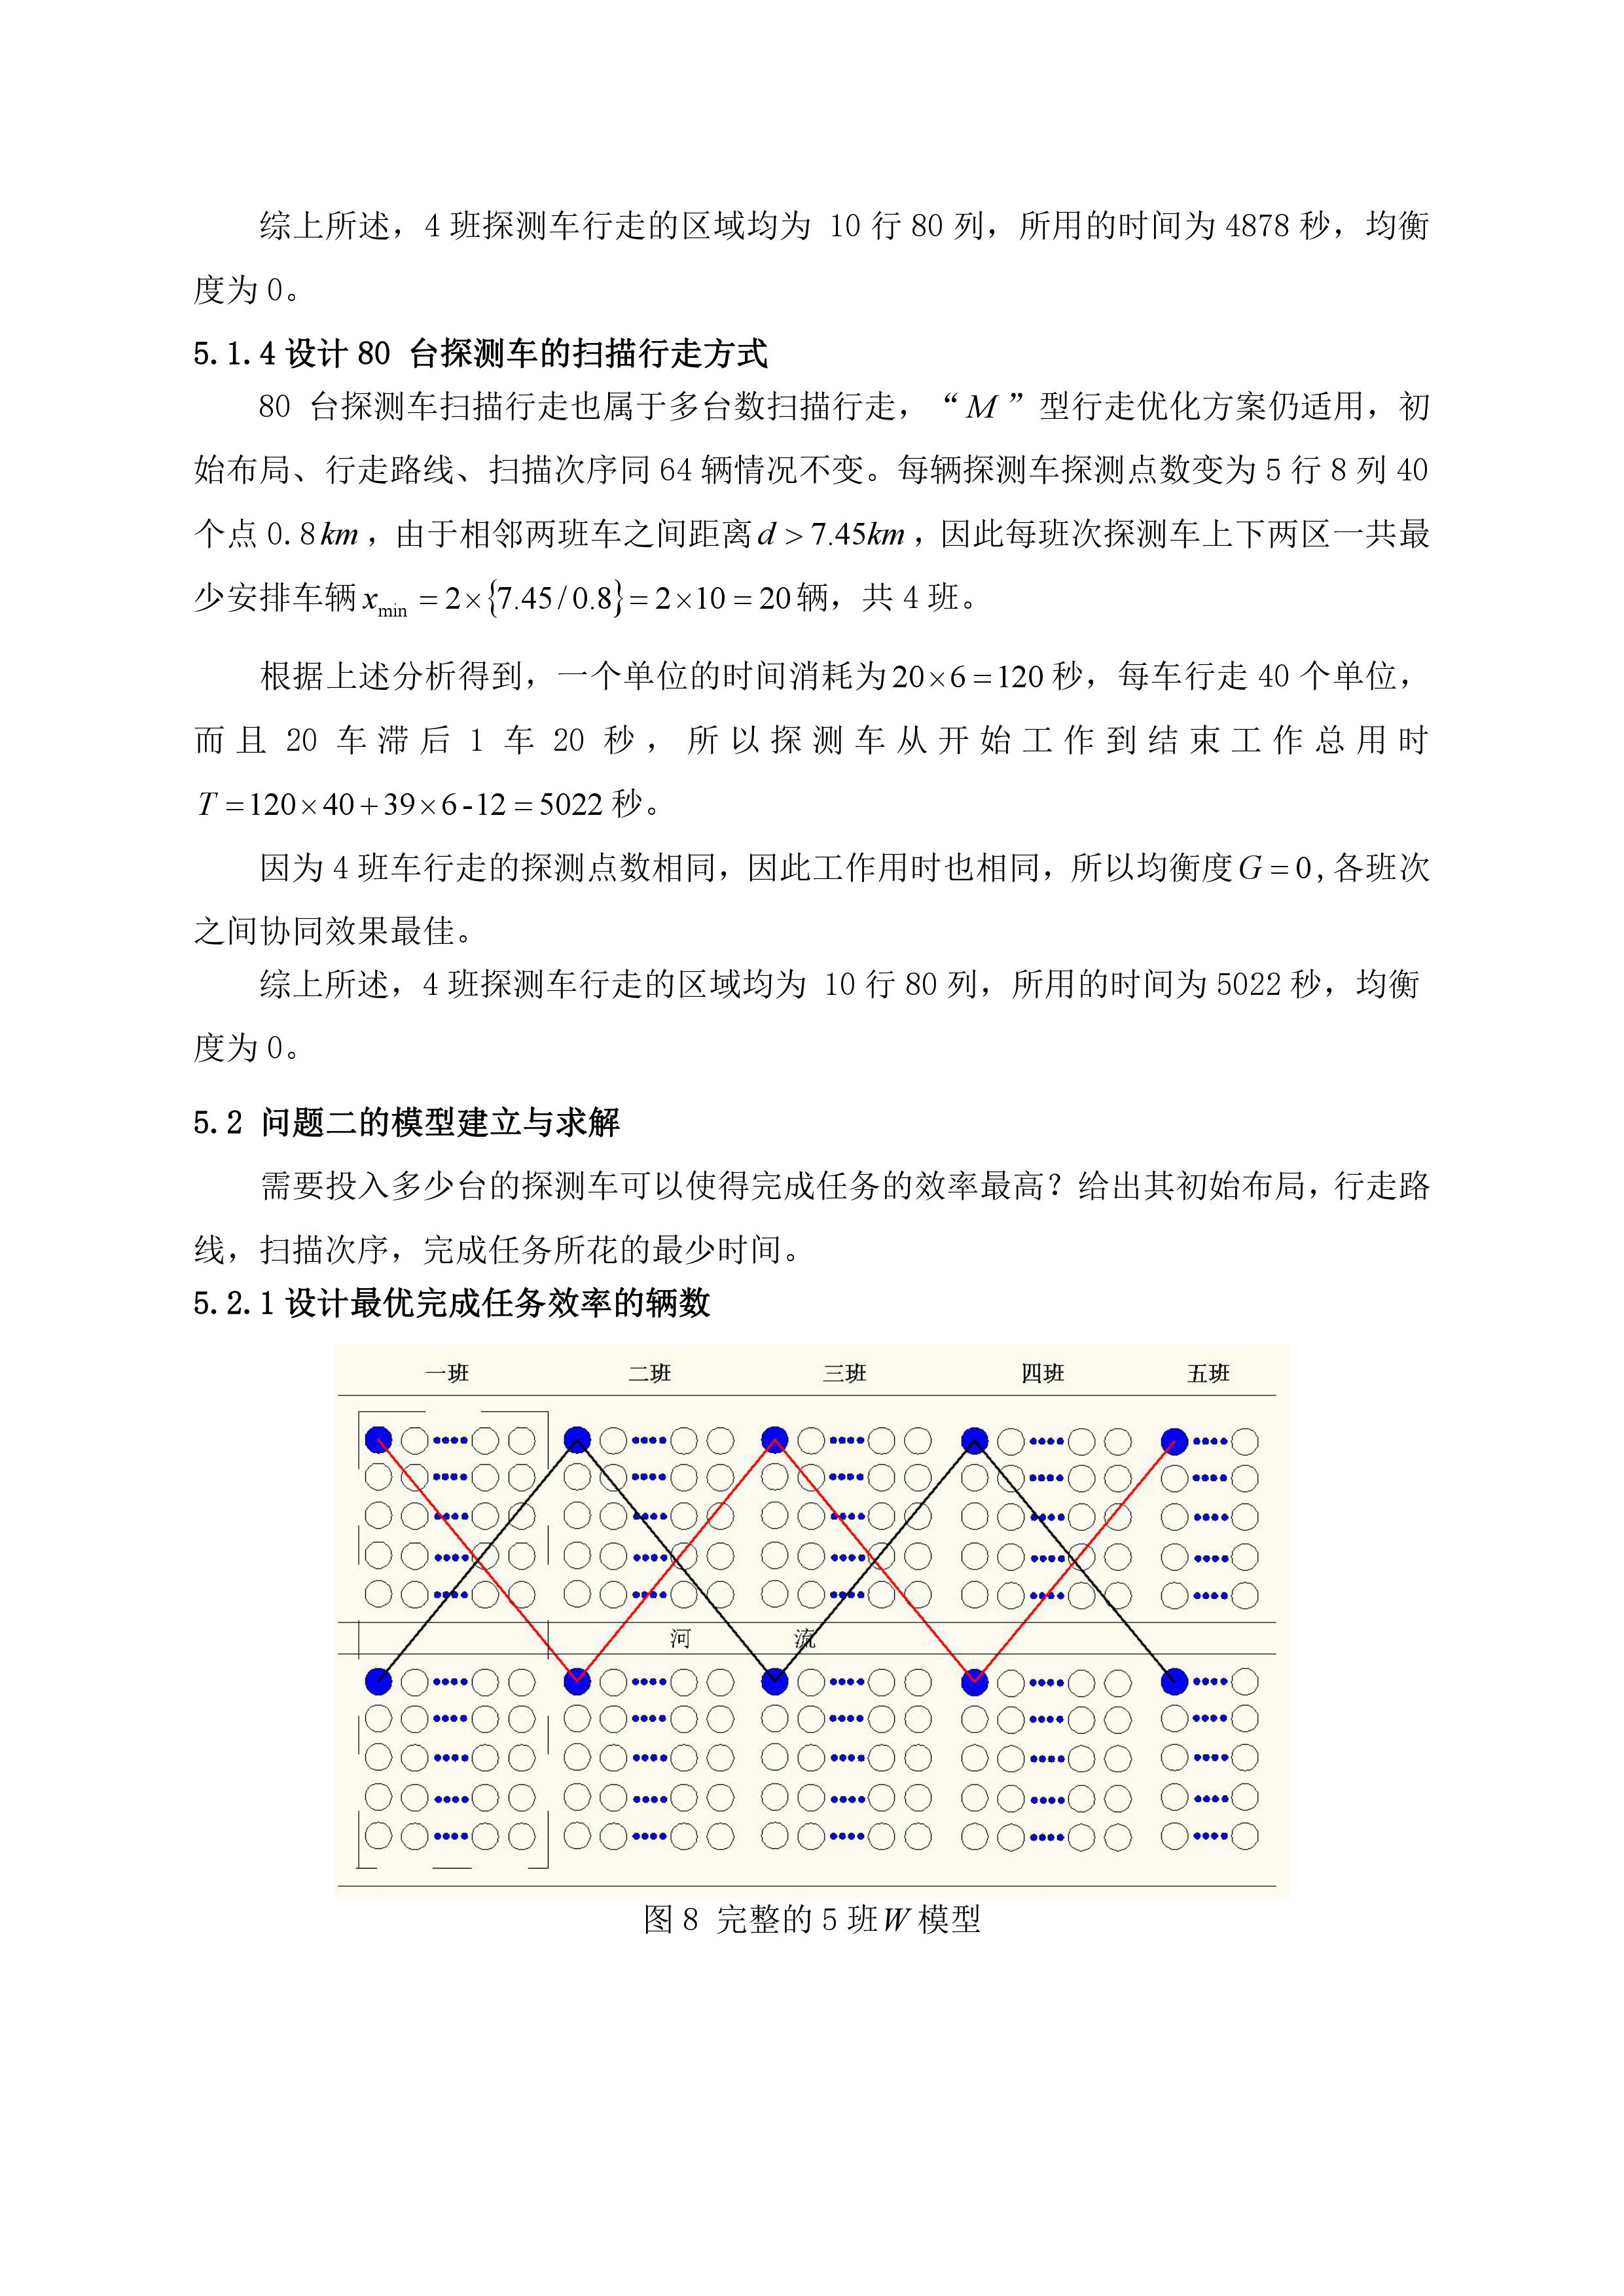 综上所述，4 班探测车行走的区域均为 10 行 80 列，所用的时间为 4878 秒，均衡
度为 0。
5.1.4 设计 80 台探测车的扫描行走方式
80 台探测车扫描行走也属于多台数扫描行走，“M”型行走优化方案仍适用，初
始布局、行走路线、扫描次序同 64 辆情况不变。每辆探测车探测点数变为 5 行 8 列 40
个点 0.8km，由于相邻两班车之间距离 d > 7.45km，因此每班次探测车上下两区一共最
少安排车辆 x_min = 2×{7.45/0.8} = 2×10 = 20 辆，共 4 班。
根据上述分析得到，一个单位的时间消耗为 20×6 = 120 秒，每车行走 40 个单位，
而且 20 车滞后 1 车 20 秒，所以探测车从开始工作到结束工作总用时
T = 120×40 + 39×6 - 12 = 5022 秒。
因为 4 班车行走的探测点数相同，因此工作用时也相同，所以均衡度 G = 0，各班次
之间协同效果最佳。
综上所述，4 班探测车行走的区域均为 10 行 80 列，所用的时间为 5022 秒，均衡
度为 0。
5.2 问题二的模型建立与求解
需要投入多少台的探测车可以使得完成任务的效率最高？给出其初始布局，行走路
线，扫描次序，完成任务所花的最少时间。
5.2.1 设计最优完成任务效率的辆数
一班 二班 三班 四班 五班
河 流
图 8 完整的 5 班 W 模型